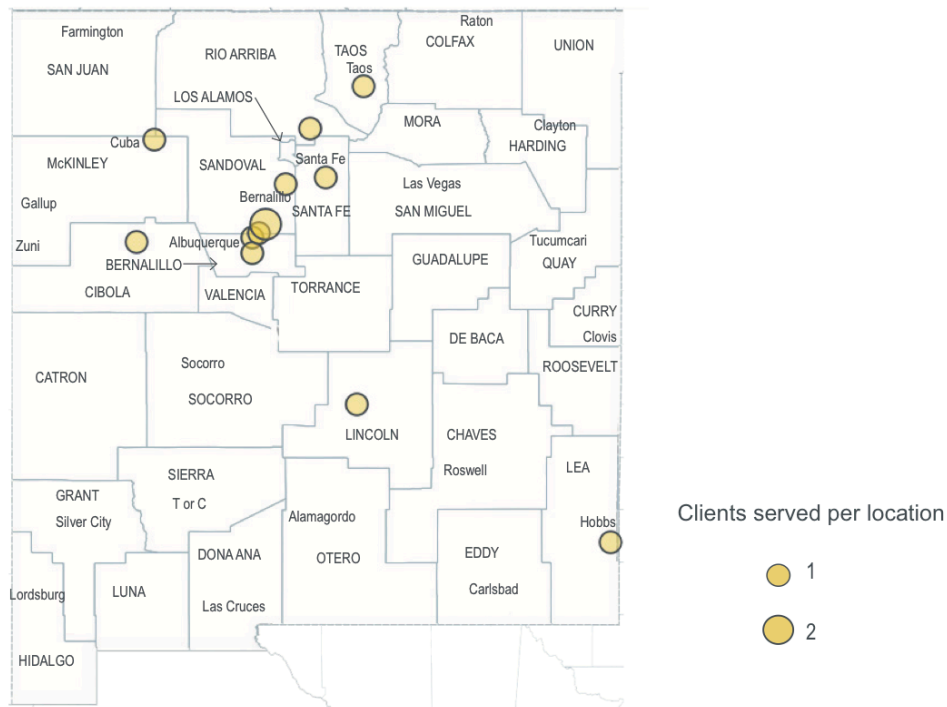 Raton
Farmington
COLFAX
UNION
TAOS
RIO ARRIBA
Taos
SAN JUAN
LOS ALAMOS
MORA
Clayton
Cuba
HARDING
Santa Fe
McKINLEY
SANDOVAL
Las Vegas
Bernalillo
Gallup
SANTA FE
SAN MIGUEL
Zuni
Albuquerque
Tucumcari
BERNALILLO
GUADALUPE
QUAY
CIBOLA
VALENCIA
TORRANCE
CURRY
DE BACA
Clovis
Socorro
ROOSEVELT
CATRON
SOCORRO
LINCOLN
CHAVES
SIERRA
Roswell
LEA
GRANT
T or C
Clients served per location
Silver City
Alamagordo
Hobbs
DONA ANA
OTERO
EDDY
1
Lordsburg
LUNA
Las Cruces
Carlsbad
2
HIDALGO